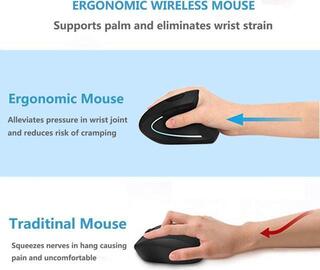 ERGONOMIC WIRELESS MOUSE
Supports palm and eliminates wrist strain
Ergonomic Mouse
Alleviates pressure in wrist joint
and reduces risk of cramping
Traditinal Mouse
Squeezes nerves in hang causing
pain and uncomfortable